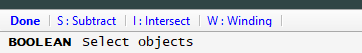 Done S : Subtract I : Intersect W : Winding
BOOLEAN Select objects